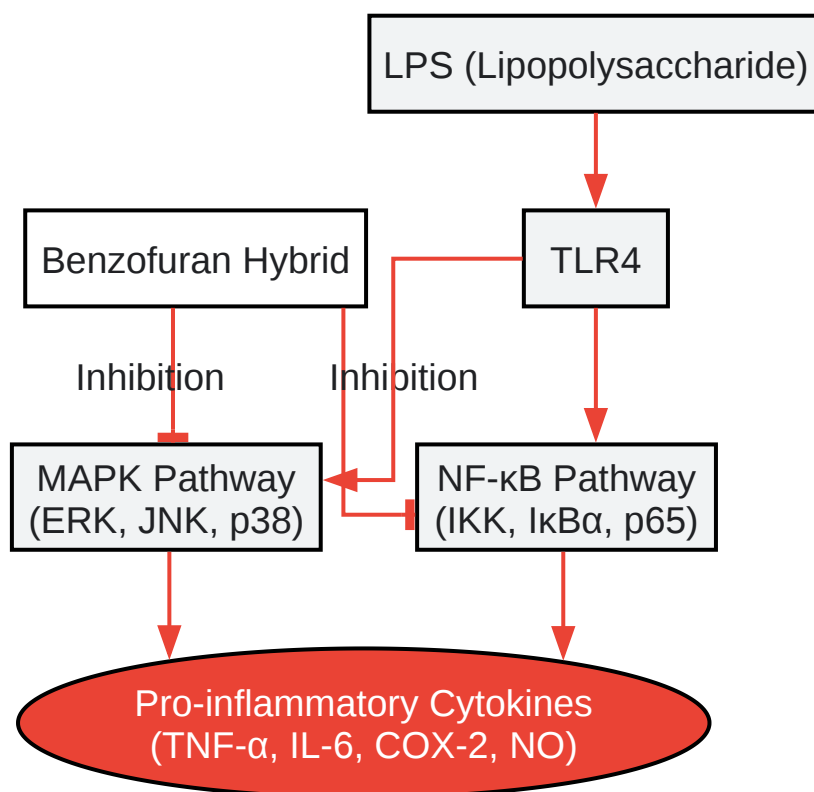 LPS (Lipopolysaccharide)
Benzofuran Hybrid
TLR4
Inhibition
Inhibition
MAPK Pathway
(ERK, JNK, p38)
NF-κB Pathway
(IKK, IκBα, p65)
Pro-inflammatory Cytokines
(TNF-α, IL-6, COX-2, NO)